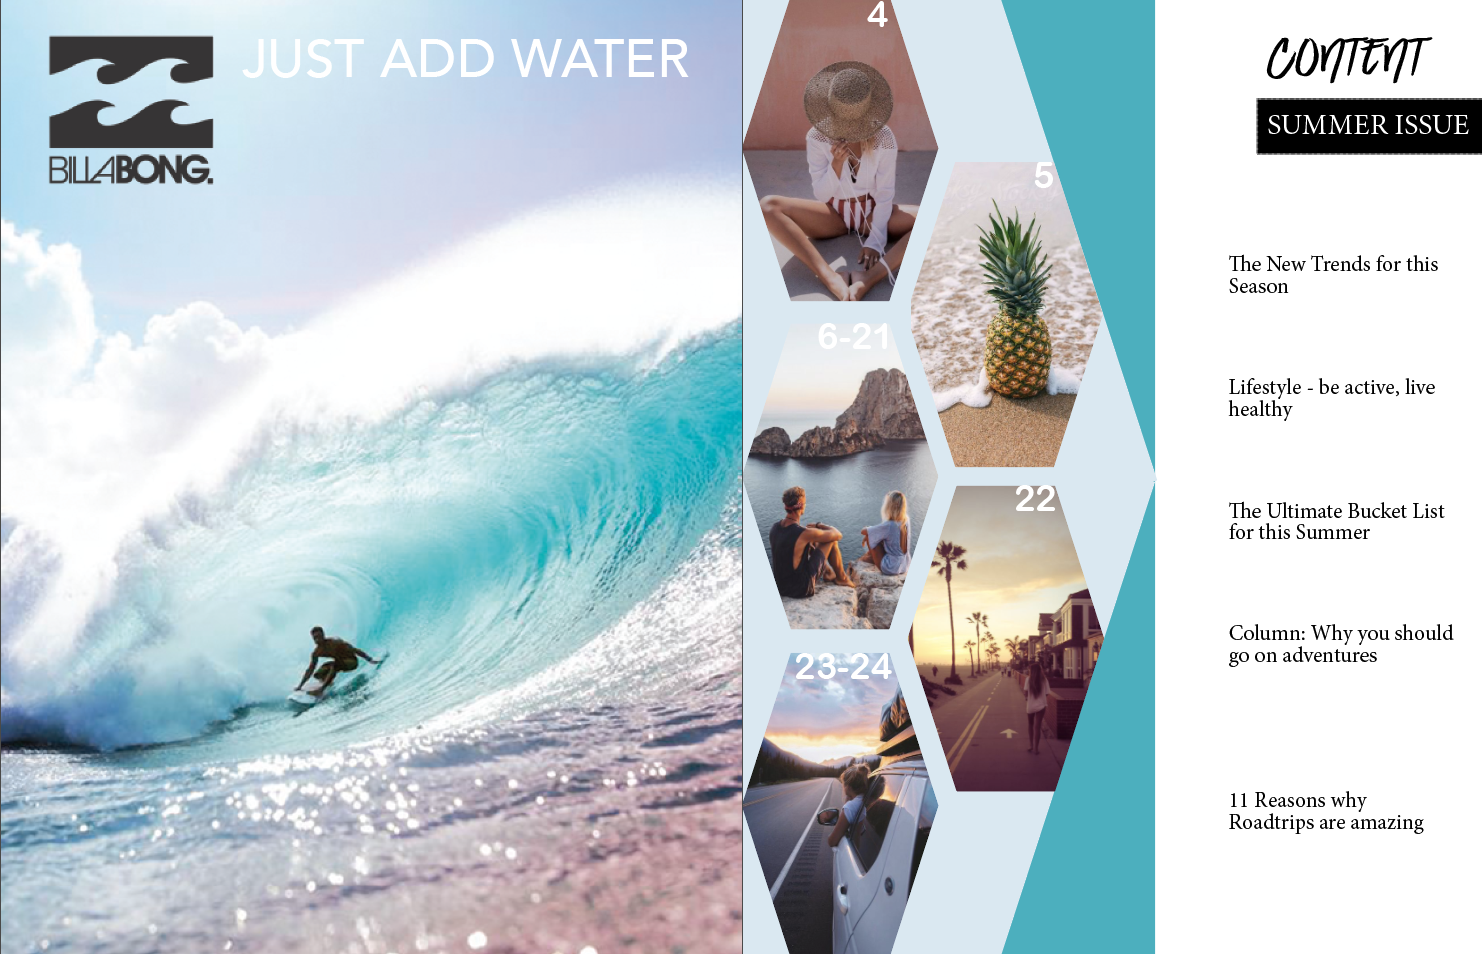 BILLABONG.
JUST ADD WATER
4
5
6-21
22
23-24
CONTENT
SUMMER ISSUE
The New Trends for this
Season
Lifestyle - be active, live
healthy
The Ultimate Bucket List
for this Summer
Column: Why you should
go on adventures
11 Reasons why
Roadtrips are amazing